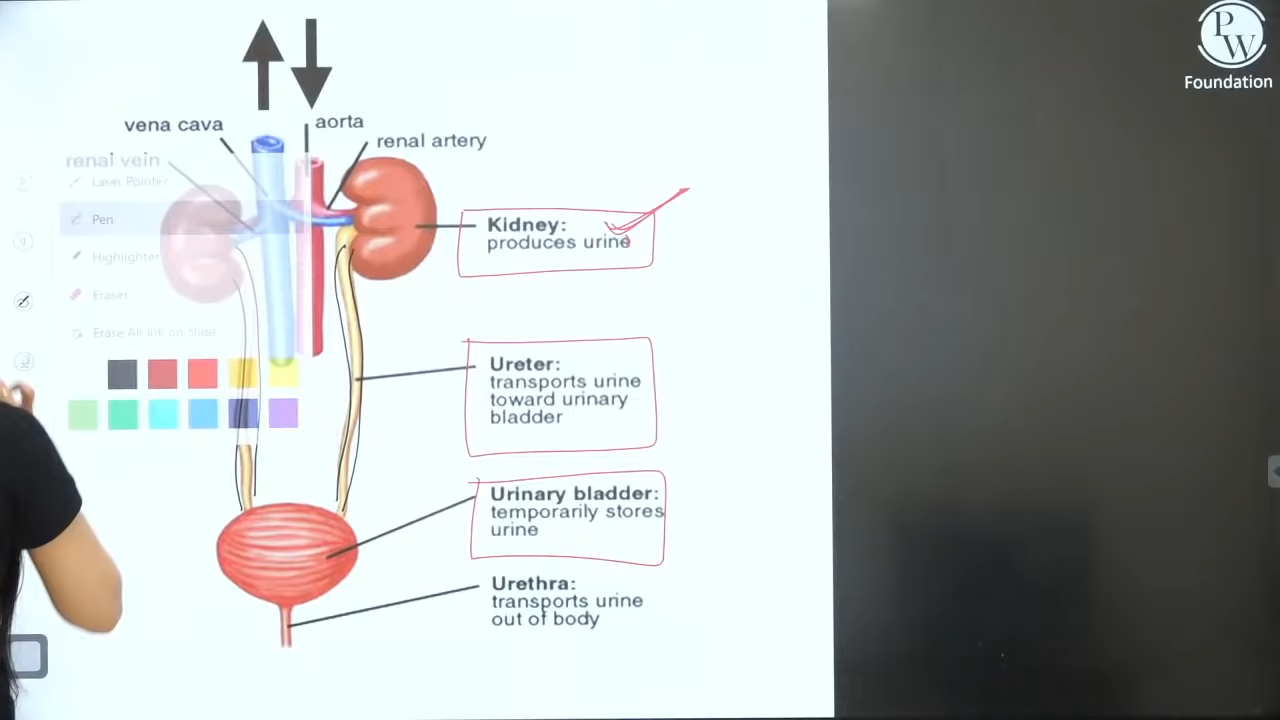 PW
Foundation
vena cava
aorta
renal artery
renal vein
Laser Pointer
Pen
Highlighter
Eraser
Erase All Ink on Slide
Kidney:
produces urine
Ureter:
transports urine
toward urinary
bladder
Urinary bladder:
temporarily stores
urine
Urethra:
transports urine
out of body